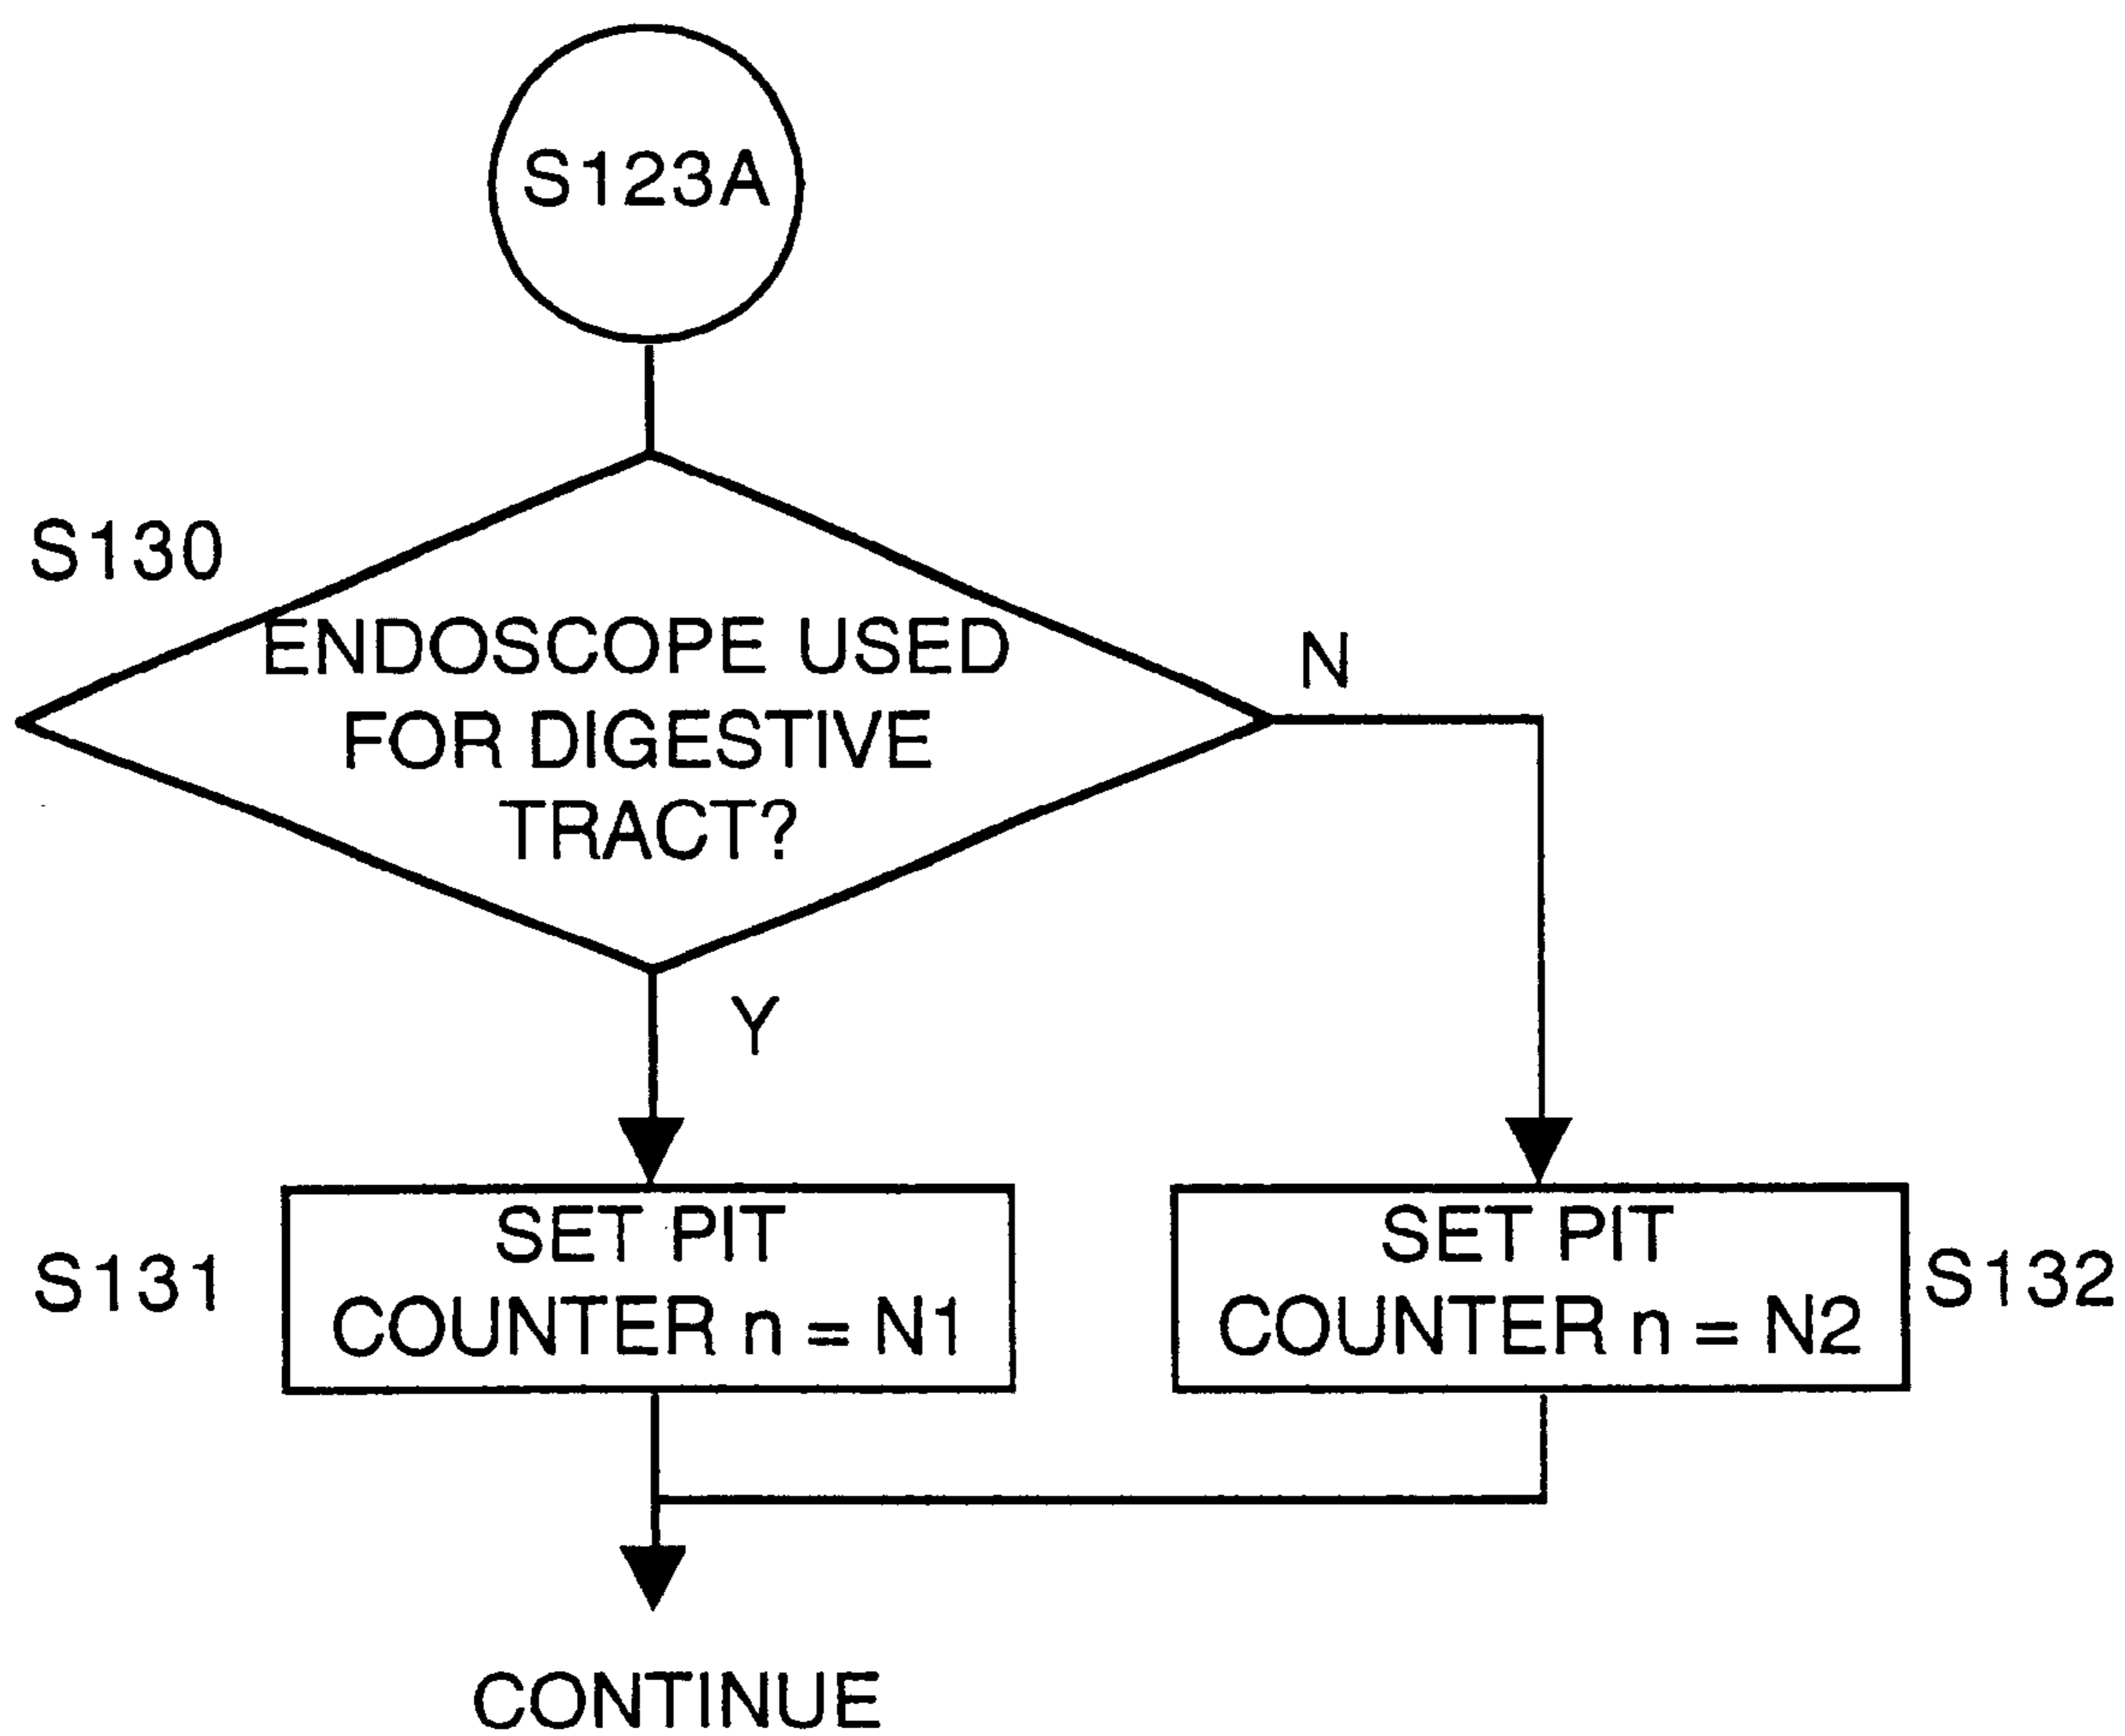 S123A
S130
ENDOSCOPE USED
FOR DIGESTIVE
TRACT?
N
Y
S131
SET PIT
COUNTER n = N1
SET PIT
COUNTER n = N2
S132
CONTINUE